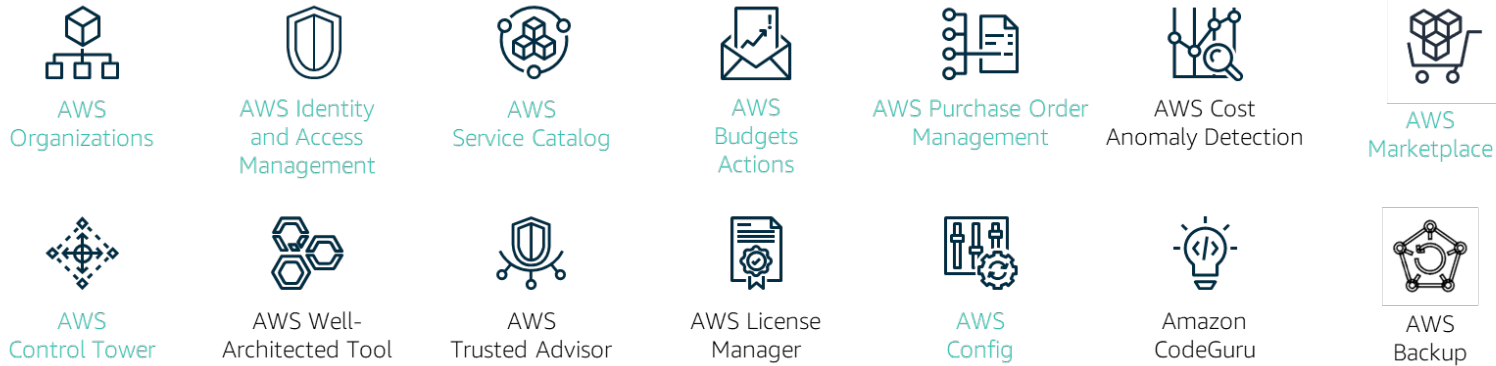 AWS
Organizations
AWS Identity
and Access
Management
AWS
Service Catalog
AWS
Budgets
Actions
AWS Purchase Order
Management
AWS Cost
Anomaly Detection
AWS
Marketplace
AWS
Control Tower
AWS Well-
Architected Tool
AWS
Trusted Advisor
AWS License
Manager
AWS
Config
Amazon
CodeGuru
AWS
Backup